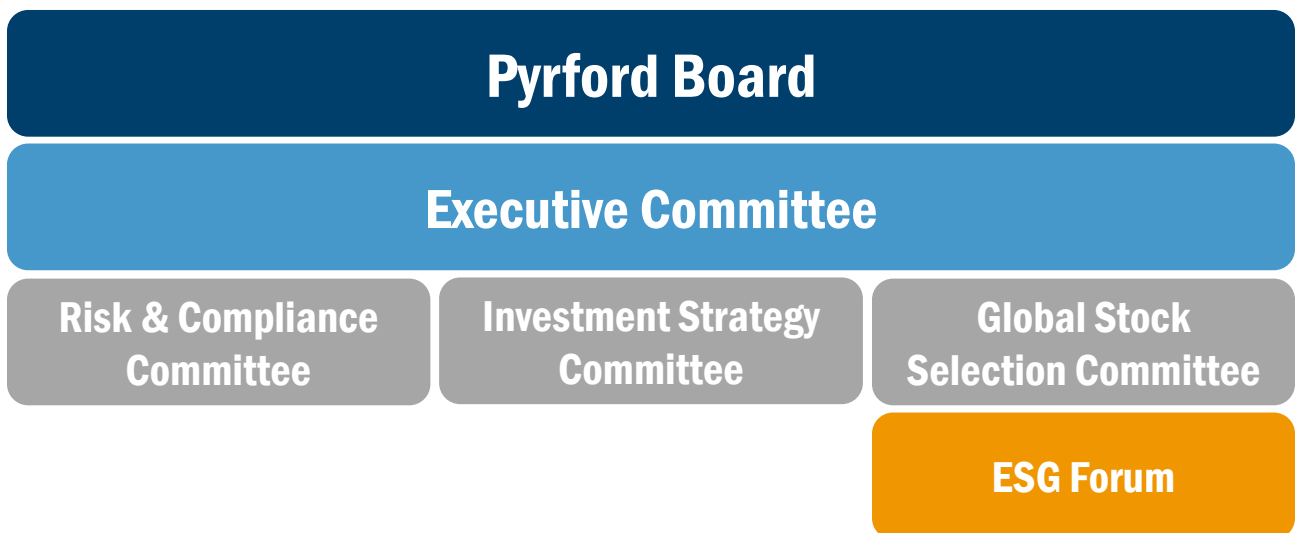 Pyrford Board
Executive Committee
Risk & Compliance
Committee
Investment Strategy
Committee
Global Stock
Selection Committee
ESG Forum